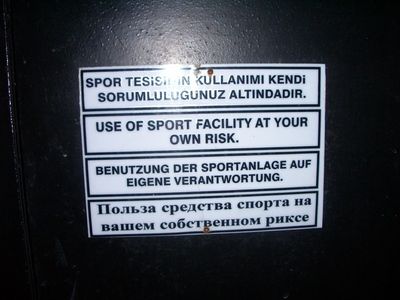 SPOR TESISININ KULLANIMI KENDi
SORUMLULUGUNUZ ALTINDADIR.
USE OF SPORT FACILITY AT YOUR
OWN RISK.
BENUTZUNG DER SPORTANLAGE AUF
EIGENE VERANTWORTUNG.
Польза средства спорта на
вашем собственном риксе